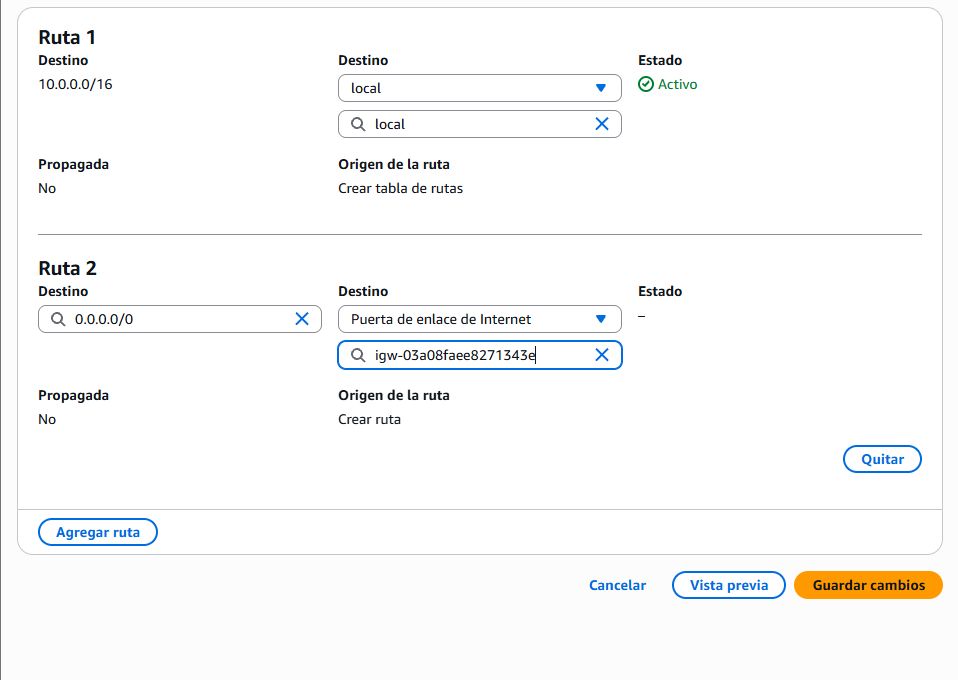 Ruta 1
Destino
Destino
Estado
10.0.0.0/16
local
Activo
local
Propagada
Origen de la ruta
No
Crear tabla de rutas
Ruta 2
Destino
Destino
Estado
0.0.0.0/0
Puerta de enlace de Internet
–
igw-03a08faee8271343e
Propagada
Origen de la ruta
No
Crear ruta
Quitar
Agregar ruta
Cancelar
Vista previa
Guardar cambios